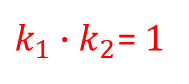 k₁ · k₂= 1